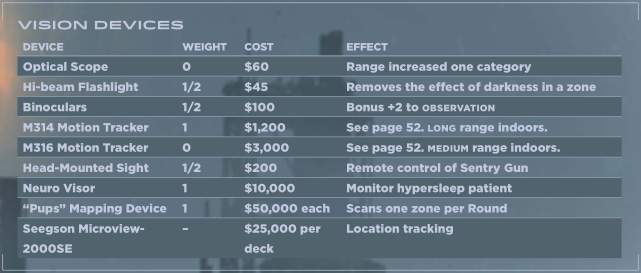 VISION DEVICES
DEVICE WEIGHT COST EFFECT
Optical Scope 0 $60 Range increased one category
Hi-beam Flashlight 1/2 $45 Removes the effect of darkness in a zone
Binoculars 1/2 $100 Bonus +2 to OBSERVATION
M314 Motion Tracker 1 $1,200 See page 52. LONG range indoors.
M316 Motion Tracker 0 $3,000 See page 52. MEDIUM range indoors.
Head-Mounted Sight 1/2 $200 Remote control of Sentry Gun
Neuro Visor 1 $10,000 Monitor hypersleep patient
“Pups” Mapping Device 1 $50,000 each Scans one zone per Round
Seegson Microview- – $25,000 per Location tracking
2000SE deck